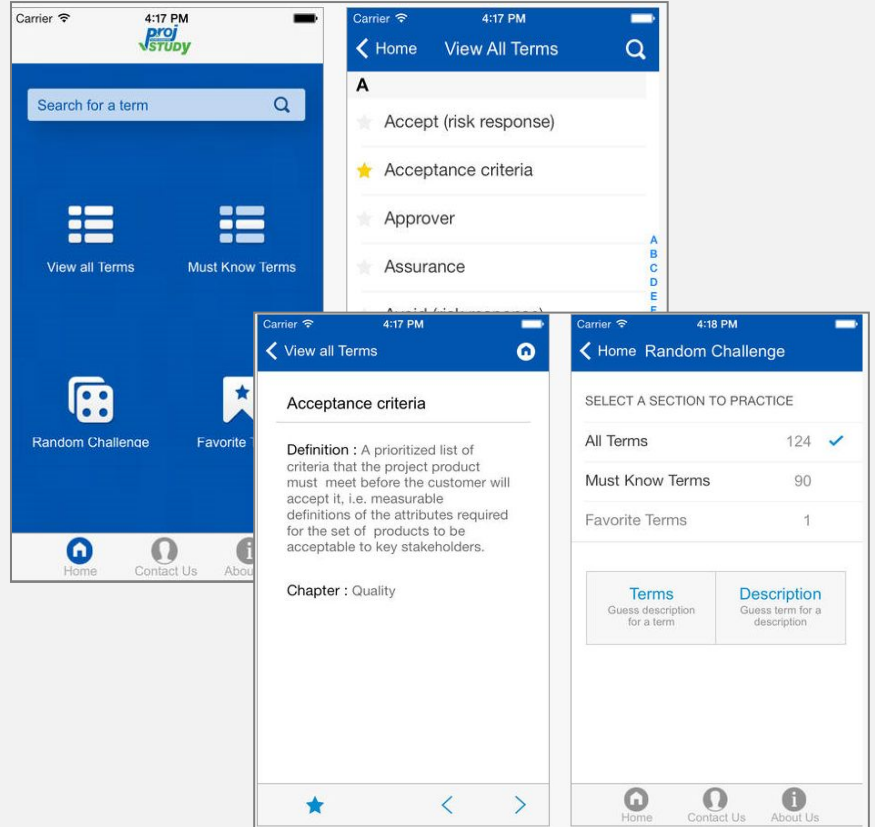 Carrier 4:17 PM
proj
STUDY
Search for a term
View all Terms
Must Know Terms
Random Challenge
Favorite
Home
Contact Us
Carrier 4:17 PM
Home View All Terms
A
Accept (risk response)
Acceptance criteria
Approver
Assurance
A
B
C
D
E
Carrier 4:17 PM
View all Terms
Acceptance criteria
Definition : A prioritized list of
criteria that the project product
must meet before the customer will
accept it, i.e. measurable
definitions of the attributes required
for the set of products to be
acceptable to key stakeholders.
Chapter : Quality
Carrier 4:18 PM
Home Random Challenge
SELECT A SECTION TO PRACTICE
All Terms 124
Must Know Terms 90
Favorite Terms 1
Terms
Guess description
for a term
Description
Guess term for a
description
Home
Contact Us
About Us